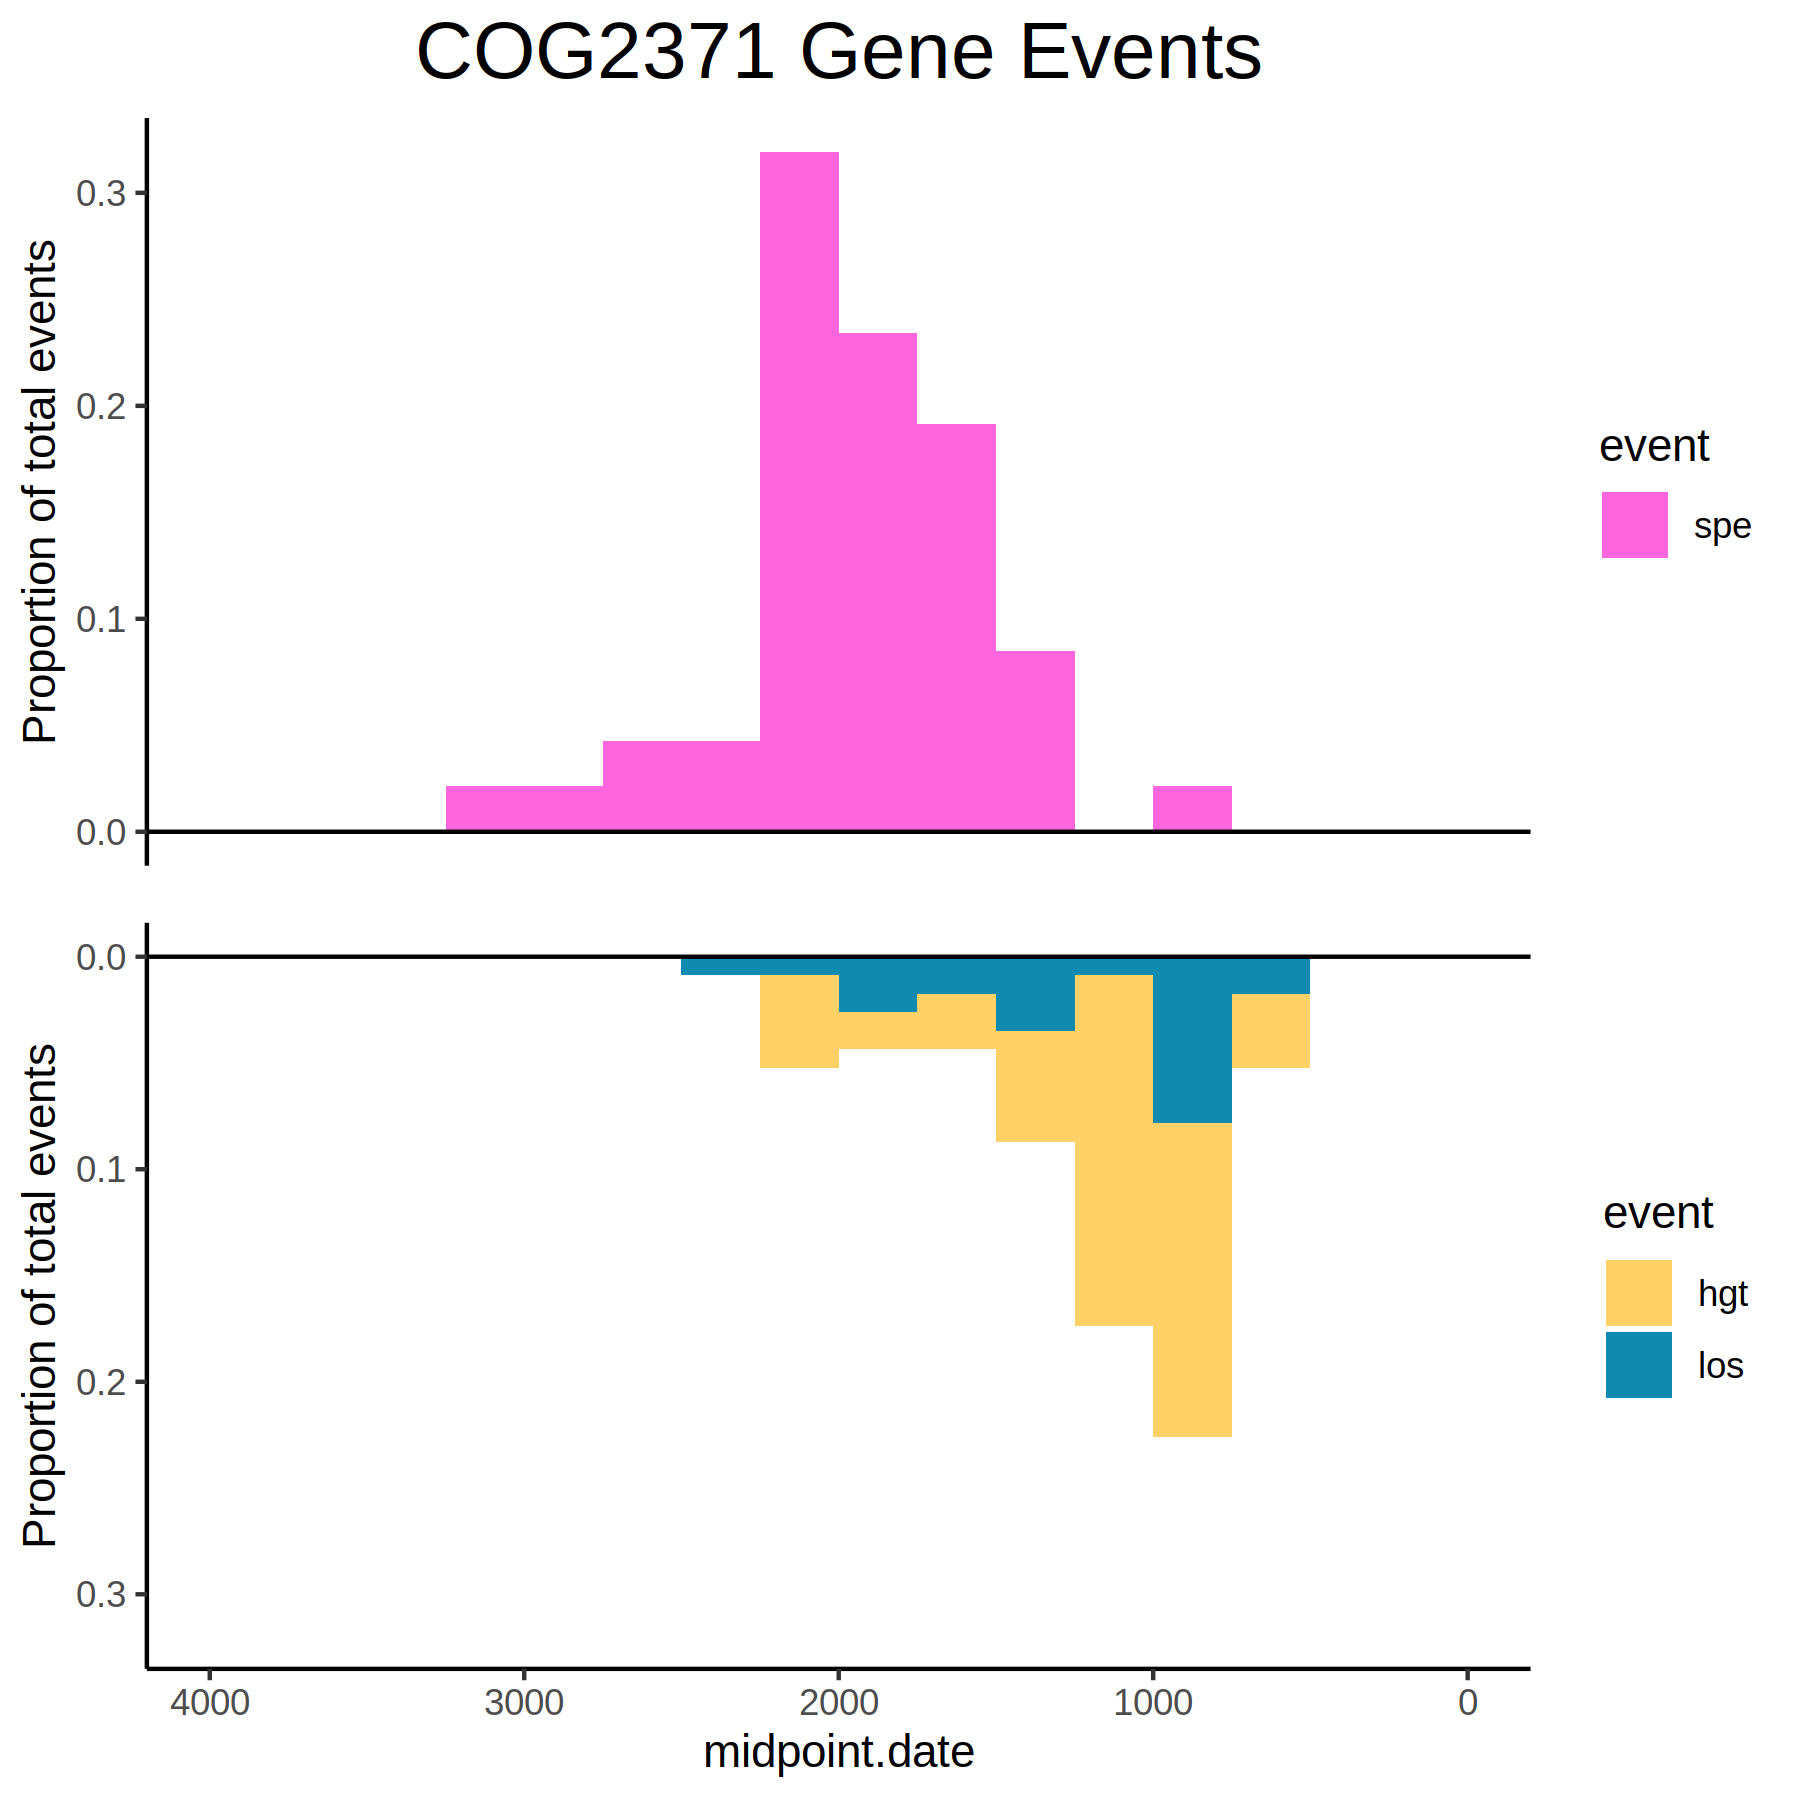 COG2371 Gene Events
Proportion of total events
0.3
0.2
0.1
0.0
event
spe
Proportion of total events
0.0
0.1
0.2
0.3
event
hgt
los
4000 3000 2000 1000 0
midpoint.date